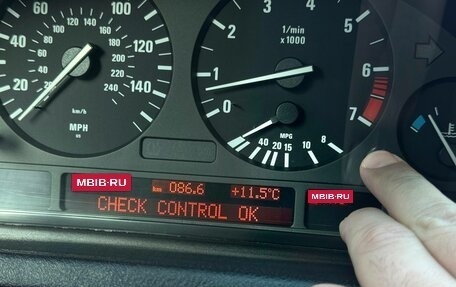 60 80 100
1/min
x1000
40
80 100 120
5
60 140
160
120
40 180
20 200
220
240
20 140
km/h
MPH
us
4
3
2
1
0
6
7
MPG
40 20 15 10 8
MBIB-RU
km 086.6 +11.5°C
MBIB-RU
CHECK CONTROL OK